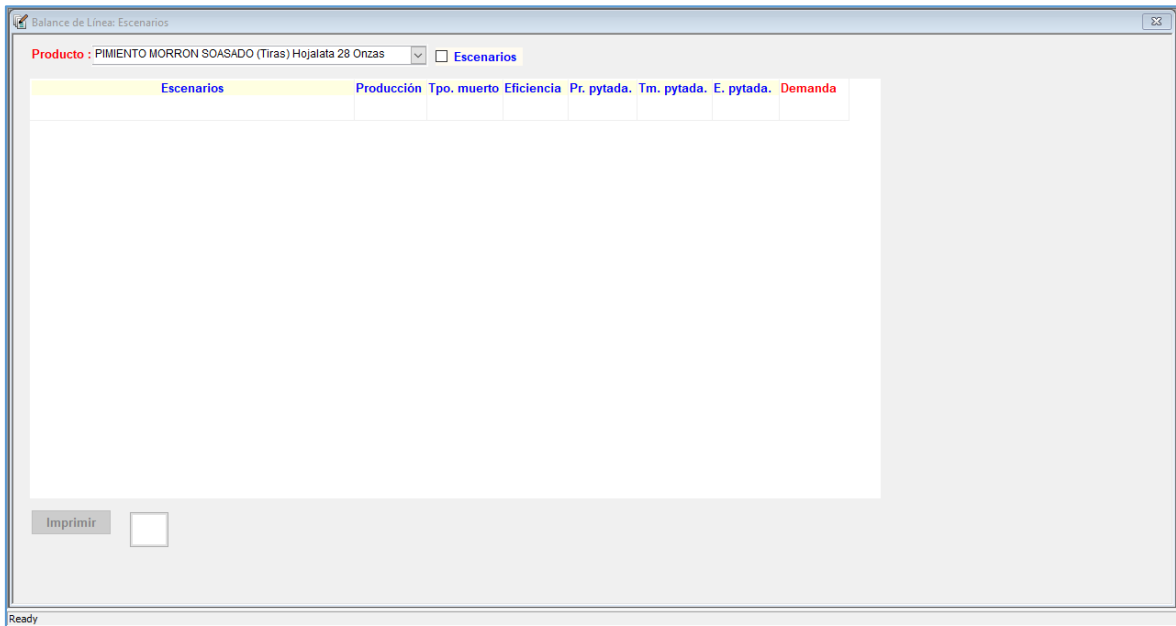 Balance de Línea: Escenarios
Producto : PIMIENTO MORRON SOASADO (Tiras) Hojalata 28 Onzas Escenarios
Escenarios Producción Tpo. muerto Eficiencia Pr. pytada. Tm. pytada. E. pytada. Demanda
Imprimir
Ready